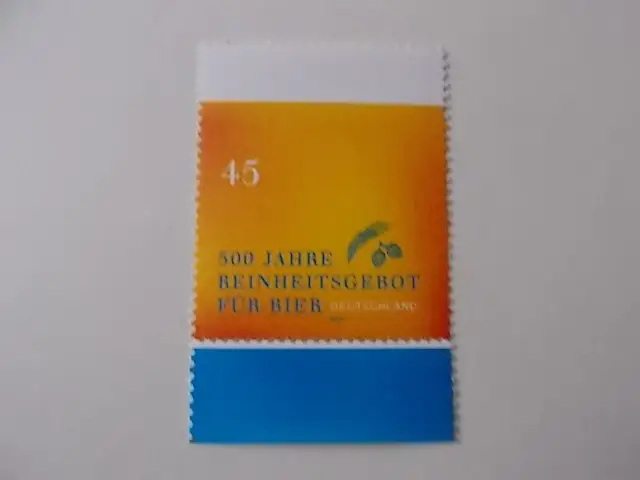 45
500 JAHRE
REINHEITSGEBOT
FÜR BIER DEUTSCHLAND